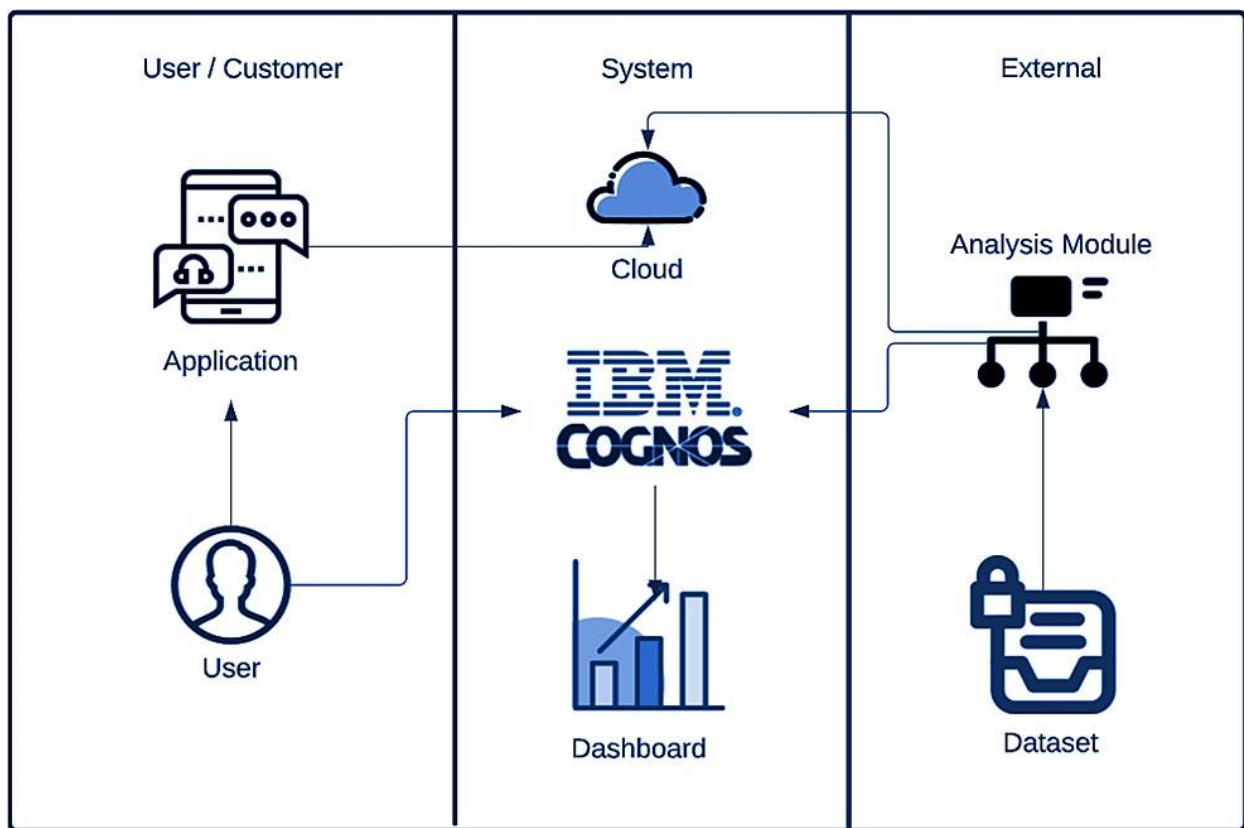 User / Customer
System
External
Cloud
Analysis Module
Application
IBM®
COGNOS
User
Dashboard
Dataset